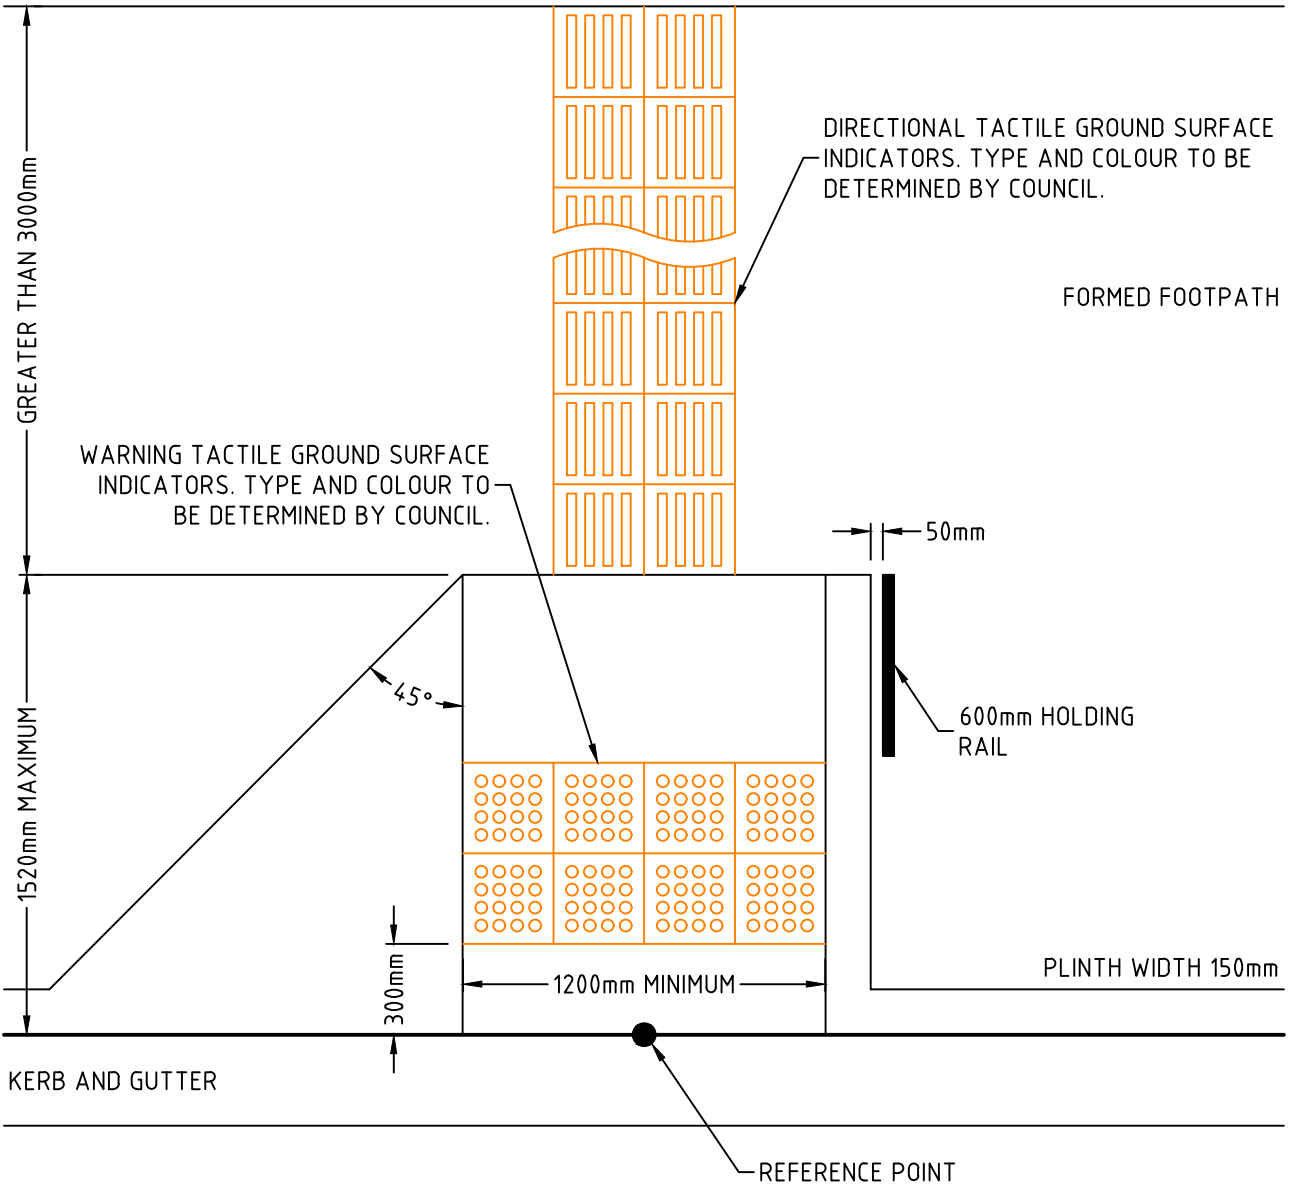 DIRECTIONAL TACTILE GROUND SURFACE
INDICATORS. TYPE AND COLOUR TO BE
DETERMINED BY COUNCIL.
GREATER THAN 3000mm
FORMED FOOTPATH
WARNING TACTILE GROUND SURFACE
INDICATORS. TYPE AND COLOUR TO
BE DETERMINED BY COUNCIL.
50mm
45°
600mm HOLDING
RAIL
1520mm MAXIMUM
300mm
1200mm MINIMUM
PLINTH WIDTH 150mm
KERB AND GUTTER
REFERENCE POINT